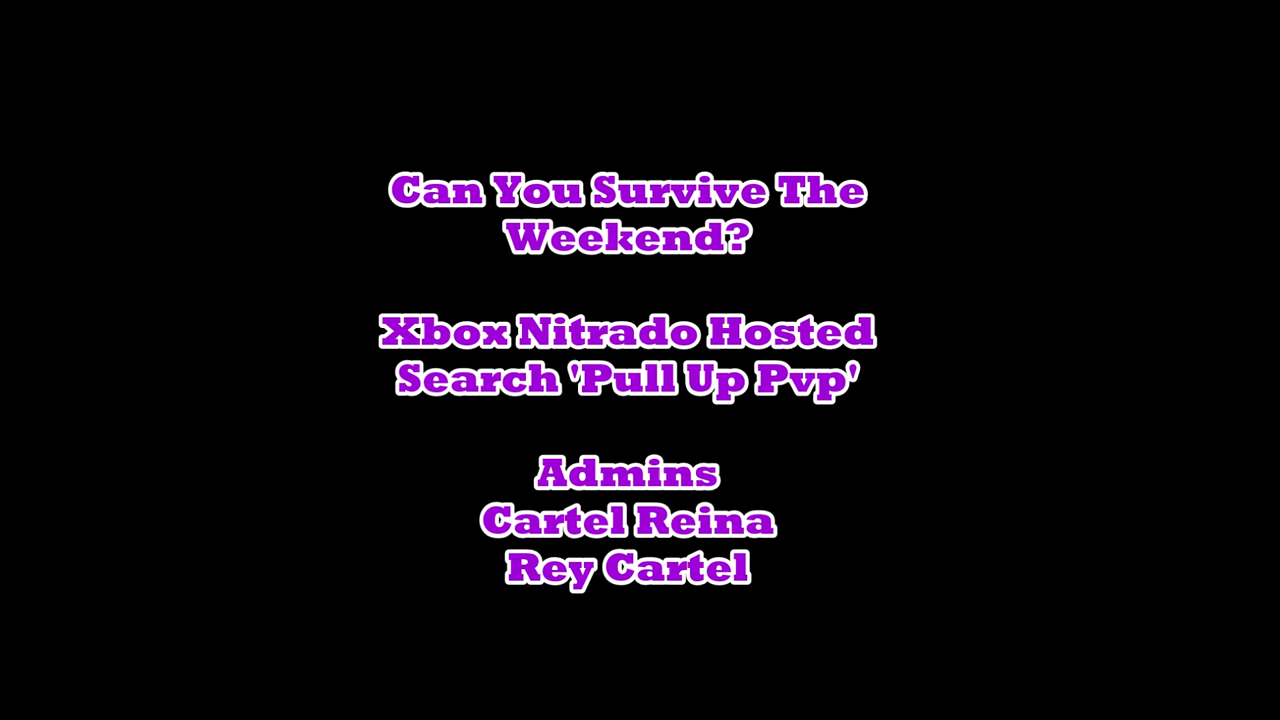 Can You Survive The
Weekend?
Xbox Nitrado Hosted
Search 'Pull Up Pvp'
Admins
Cartel Reina
Rey Cartel